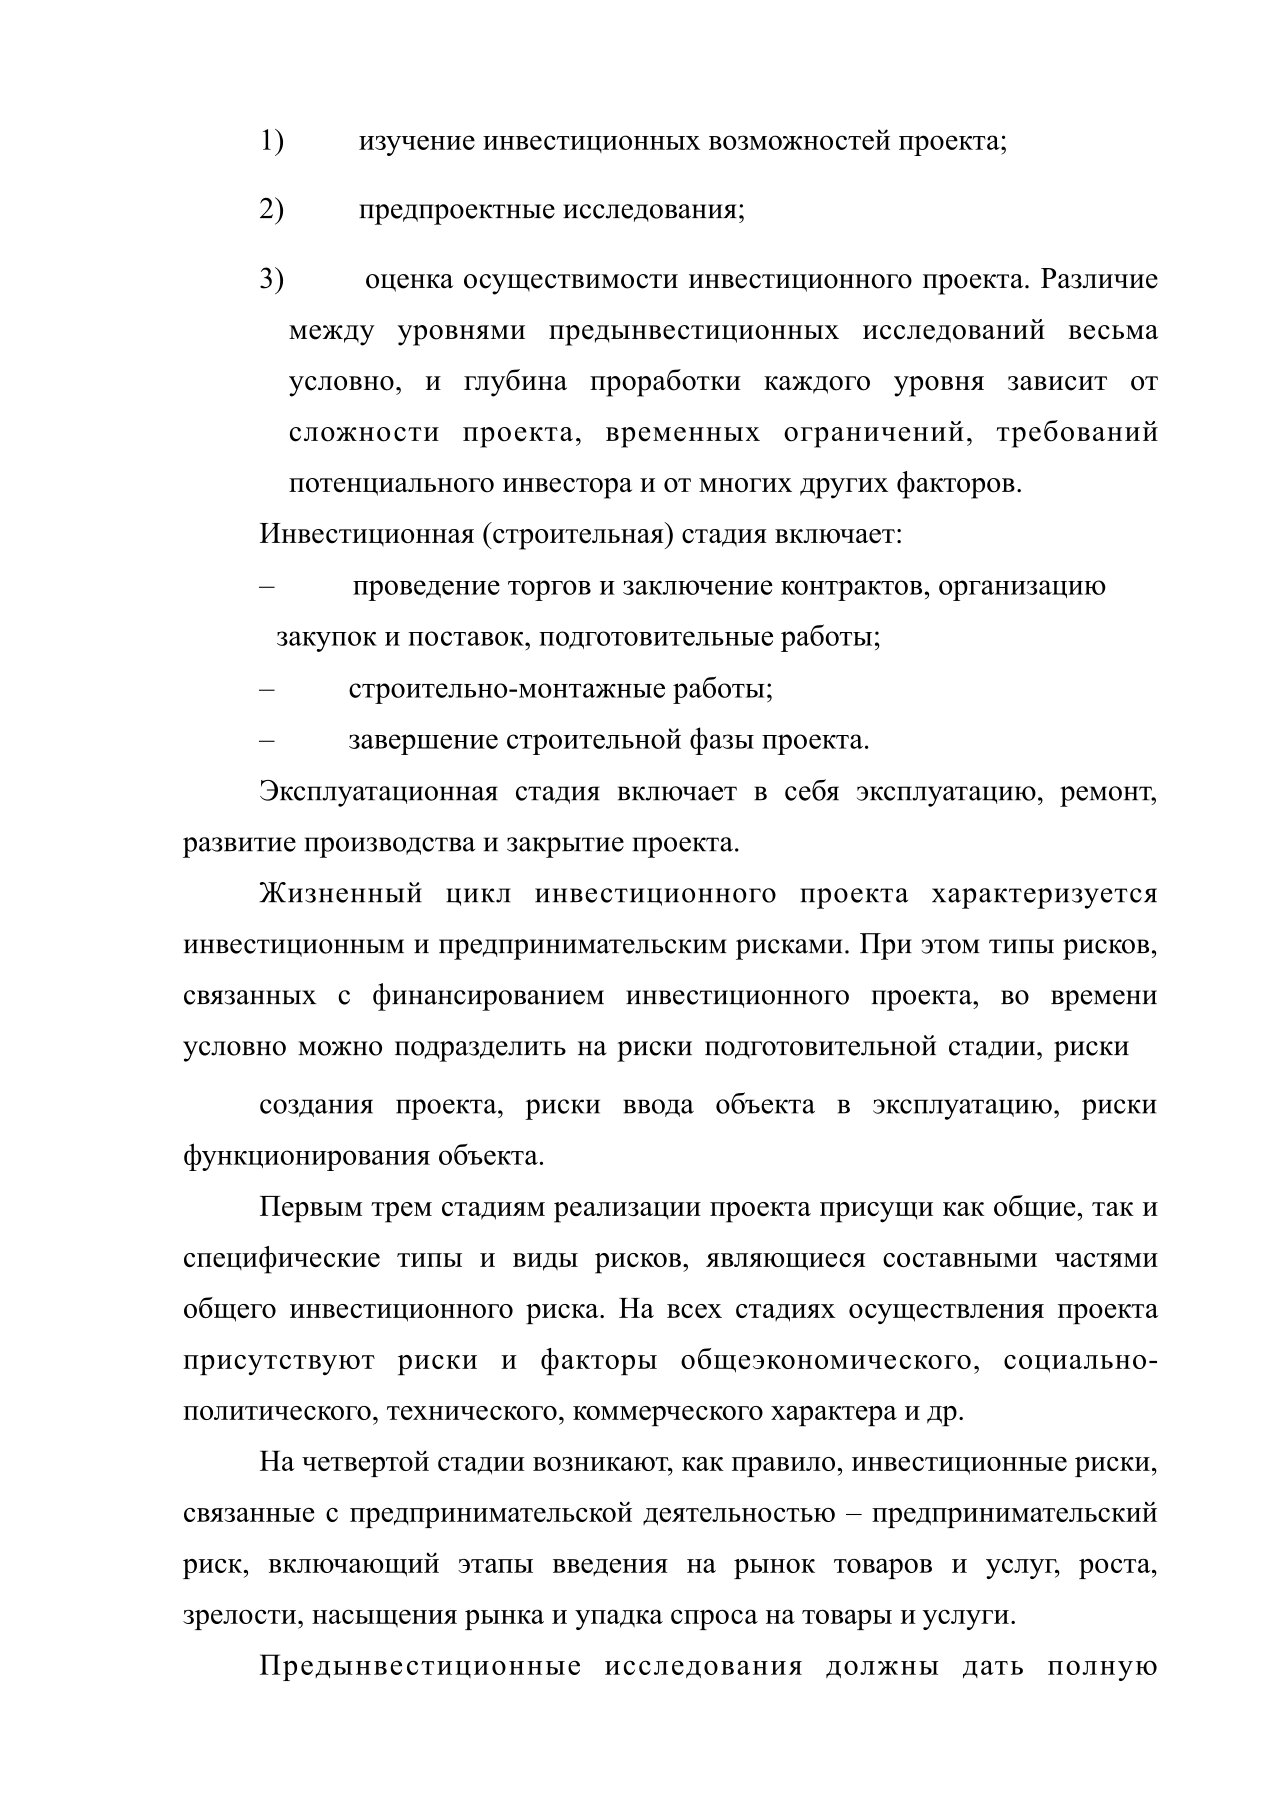 1) изучение инвестиционных возможностей проекта;
2) предпроектные исследования;
3) оценка осуществимости инвестиционного проекта. Различие
между уровнями предынвестиционных исследований весьма
условно, и глубина проработки каждого уровня зависит от
сложности проекта, временных ограничений, требований
потенциального инвестора и от многих других факторов.
Инвестиционная (строительная) стадия включает:
– проведение торгов и заключение контрактов, организацию
закупок и поставок, подготовительные работы;
– строительно-монтажные работы;
– завершение строительной фазы проекта.
Эксплуатационная стадия включает в себя эксплуатацию, ремонт,
развитие производства и закрытие проекта.
Жизненный цикл инвестиционного проекта характеризуется
инвестиционным и предпринимательским рисками. При этом типы рисков,
связанных с финансированием инвестиционного проекта, во времени
условно можно подразделить на риски подготовительной стадии, риски
создания проекта, риски ввода объекта в эксплуатацию, риски
функционирования объекта.
Первым трем стадиям реализации проекта присущи как общие, так и
специфические типы и виды рисков, являющиеся составными частями
общего инвестиционного риска. На всех стадиях осуществления проекта
присутствуют риски и факторы общеэкономического, социально-
политического, технического, коммерческого характера и др.
На четвертой стадии возникают, как правило, инвестиционные риски,
связанные с предпринимательской деятельностью – предпринимательский
риск, включающий этапы введения на рынок товаров и услуг, роста,
зрелости, насыщения рынка и упадка спроса на товары и услуги.
Предынвестиционные исследования должны дать полную